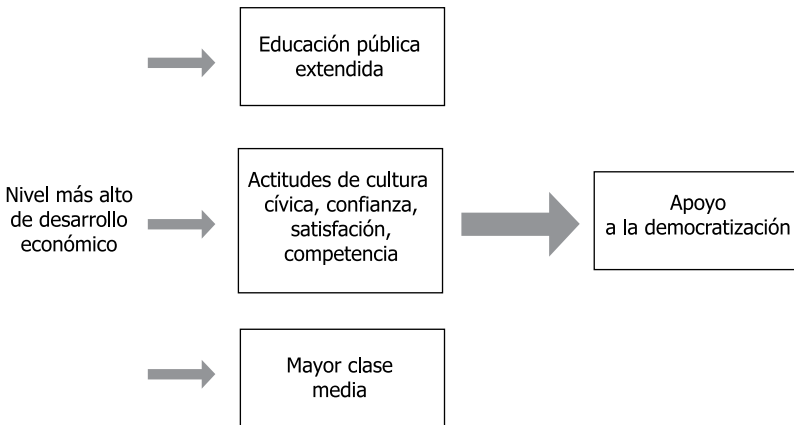 Educación pública
extendida
Nivel más alto
de desarrollo
económico
Actitudes de cultura
cívica, confianza,
satisfacción,
competencia
Apoyo
a la democratización
Mayor clase
media